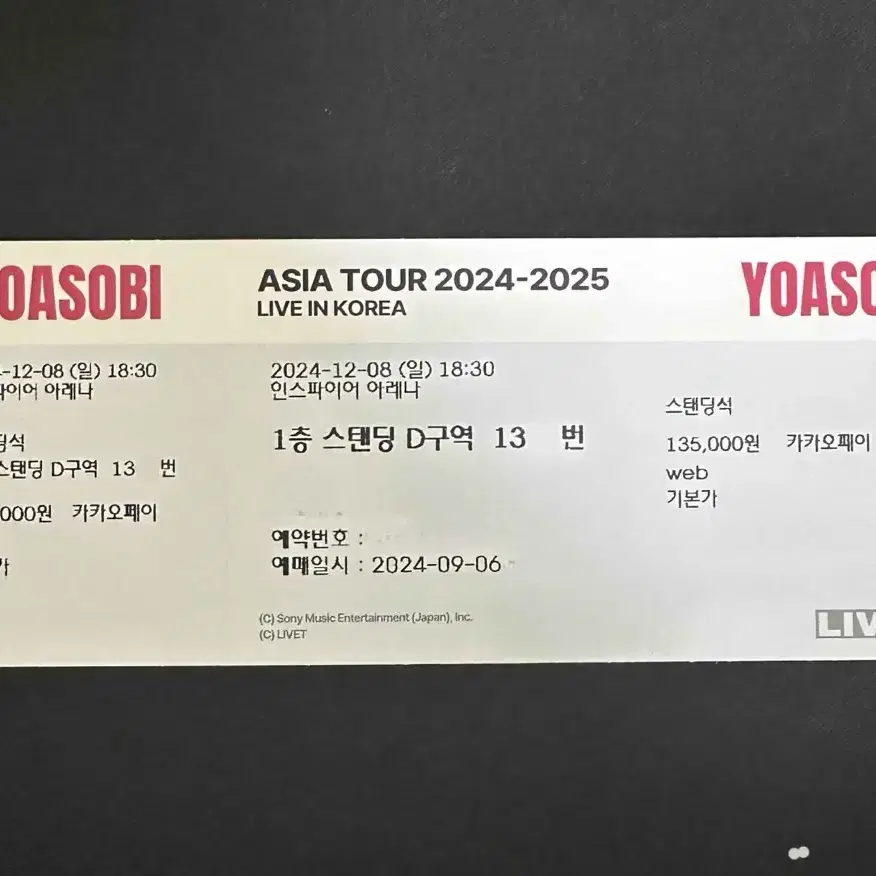 OASOBI
ASIA TOUR 2024-2025
LIVE IN KOREA
YOASO
-12-08 (일) 18:30
이어 아레나
딩석
스탠딩 D구역 13 번
000원 카카오페이
가
2024-12-08 (일) 18:30
인스파이어 아레나
1층 스탠딩 D구역 13 번
예약번호 :
예매일시 : 2024-09-06
(C) Sony Music Entertainment (Japan), Inc.
(C) LIVET
스탠딩석
135,000원 카카오페이
web
기본가
LIV